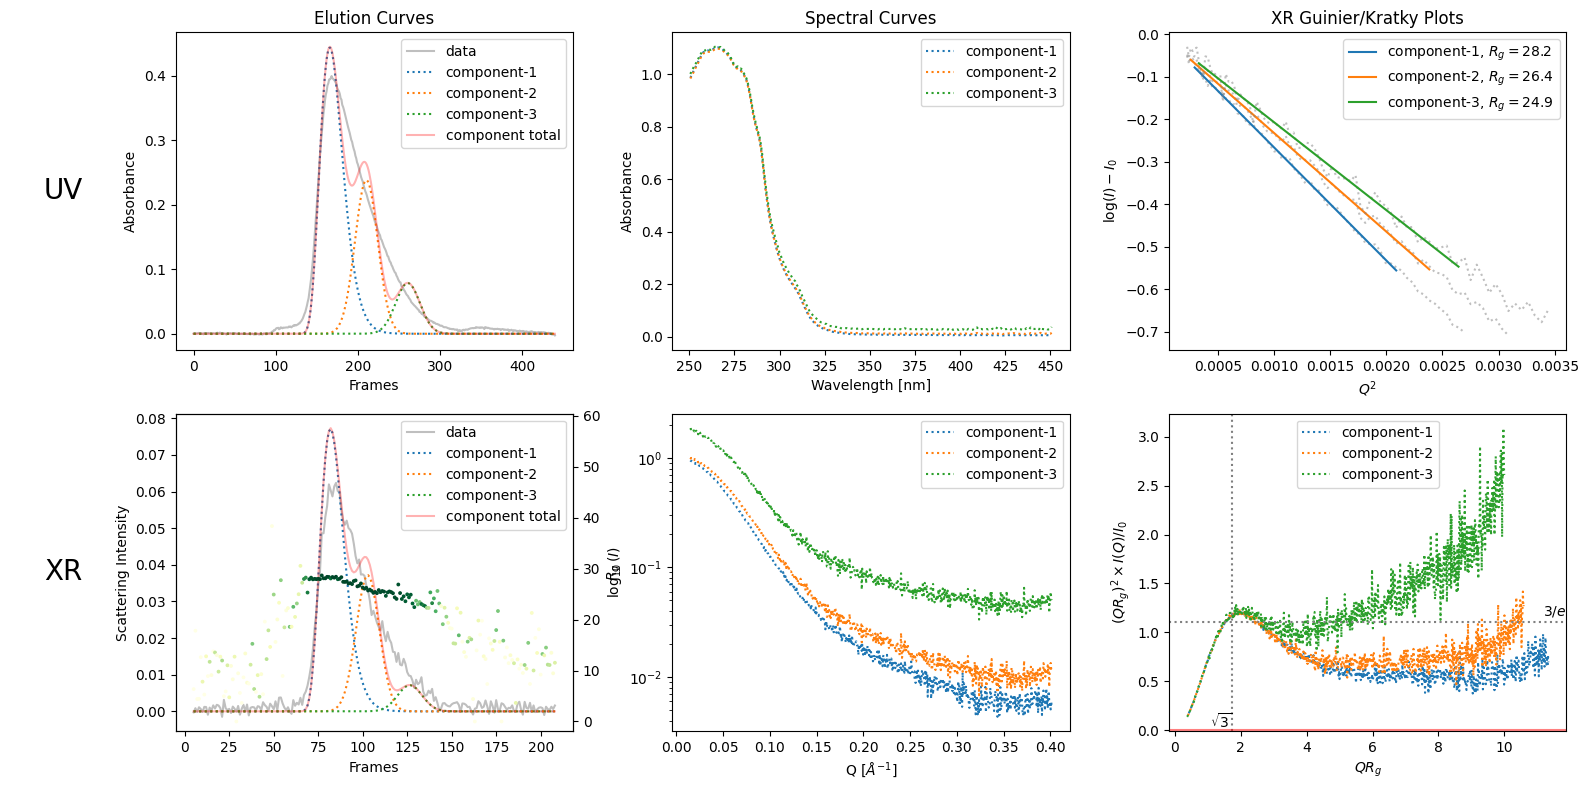 Elution Curves
Spectral Curves
XR Guinier/Kratky Plots
UV
Absorbance
0.4
0.3
0.2
0.1
0.0
data
component-1
component-2
component-3
component total
0 100 200 300 400
Frames
Absorbance
1.0
0.8
0.6
0.4
0.2
0.0
component-1
component-2
component-3
250 275 300 325 350 375 400 425 450
Wavelength [nm]
log(I) − I₀
0.0
−0.1
−0.2
−0.3
−0.4
−0.5
−0.6
−0.7
component-1, R_g = 28.2
component-2, R_g = 26.4
component-3, R_g = 24.9
0.0005 0.0010 0.0015 0.0020 0.0025 0.0030 0.0035
Q²
XR
Scattering Intensity
0.08
0.07
0.06
0.05
0.04
0.03
0.02
0.01
0.00
data
component-1
component-2
component-3
component total
60
50
40
30
20
10
0
0 25 50 75 100 125 150 175 200
Frames
log₁₀(I)
10⁰
10⁻¹
10⁻²
component-1
component-2
component-3
0.00 0.05 0.10 0.15 0.20 0.25 0.30 0.35 0.40
Q [Å⁻¹]
(QR_g)² × I(Q)/I₀
3.0
2.5
2.0
1.5
1.0
0.5
0.0
component-1
component-2
component-3
3/e
√3
0 2 4 6 8 10
QR_g